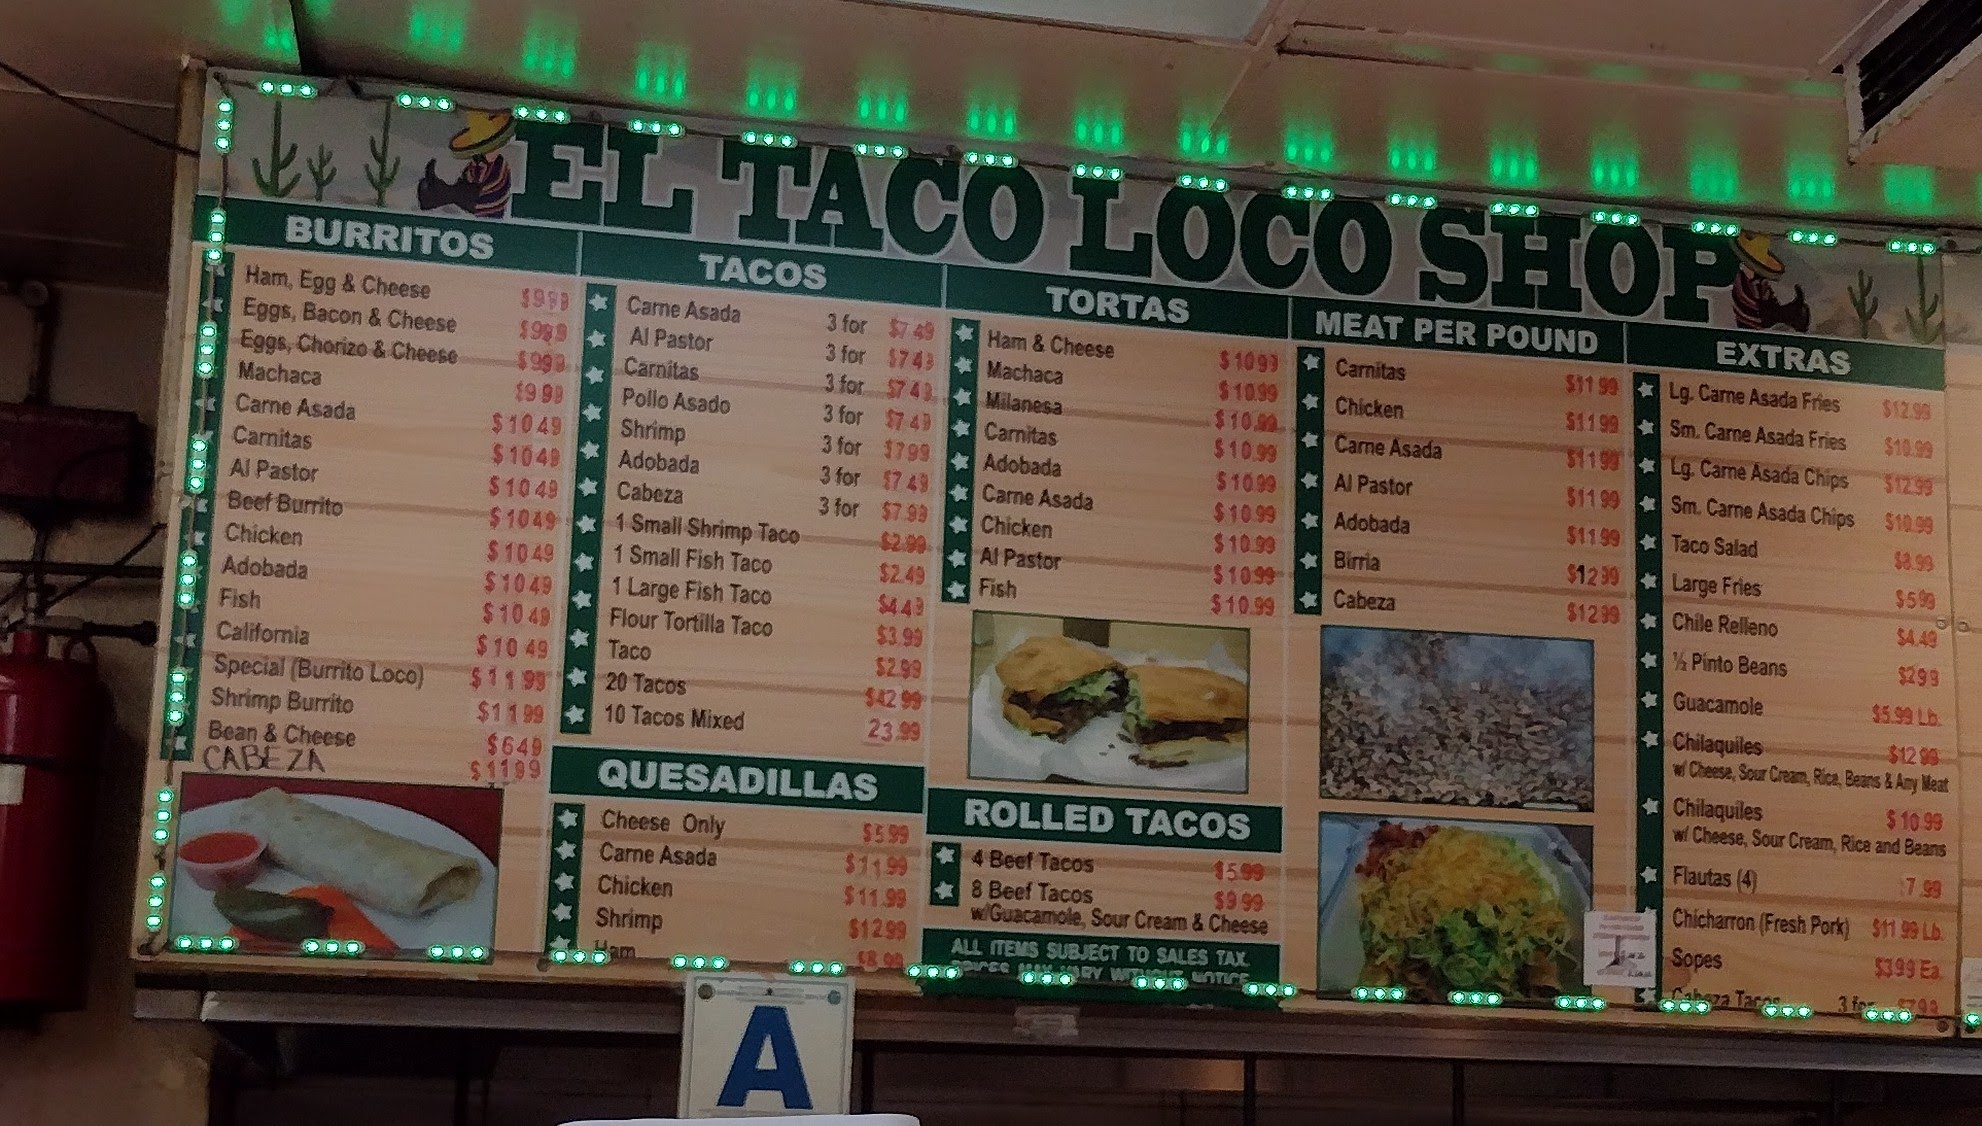 EL TACO LOCO SHOP
BURRITOS
Ham, Egg & Cheese $9.99
Eggs, Bacon & Cheese $9.99
Eggs, Chorizo & Cheese $9.99
Machaca $9.99
Carne Asada $10.49
Carnitas $10.49
Al Pastor $10.49
Beef Burrito $10.49
Chicken $10.49
Adobada $10.49
Fish $10.49
California $10.49
Special (Burrito Loco) $11.99
Shrimp Burrito $11.99
Bean & Cheese $6.49
CABEZA $11.99
TACOS
Carne Asada 3 for $7.49
Al Pastor 3 for $7.49
Carnitas 3 for $7.49
Pollo Asado 3 for $7.49
Shrimp 3 for $7.99
Adobada 3 for $7.49
Cabeza 3 for $7.99
1 Small Shrimp Taco $2.99
1 Small Fish Taco $2.49
1 Large Fish Taco $4.49
Flour Tortilla Taco $3.99
Taco $2.99
20 Tacos $42.99
10 Tacos Mixed 23.99
QUESADILLAS
Cheese Only $5.99
Carne Asada $11.99
Chicken $11.99
Shrimp $12.99
Ham $8.99
TORTAS
Ham & Cheese $10.99
Machaca $10.99
Milanesa $10.99
Carnitas $10.99
Adobada $10.99
Carne Asada $10.99
Chicken $10.99
Al Pastor $10.99
Fish $10.99
ROLLED TACOS
4 Beef Tacos $5.99
8 Beef Tacos $9.99
w/Guacamole, Sour Cream & Cheese
ALL ITEMS SUBJECT TO SALES TAX.
PRICES MAY VARY WITHOUT NOTICE
MEAT PER POUND
Carnitas $11.99
Chicken $11.99
Carne Asada $11.99
Al Pastor $11.99
Adobada $11.99
Birria $12.99
Cabeza $12.99
EXTRAS
Lg. Carne Asada Fries $12.99
Sm. Carne Asada Fries $10.99
Lg. Carne Asada Chips $12.99
Sm. Carne Asada Chips $10.99
Taco Salad $8.99
Large Fries $5.99
Chile Relleno $4.49
½ Pinto Beans $2.99
Guacamole $5.99 Lb.
Chilaquiles $12.99
w/ Cheese, Sour Cream, Rice, Beans & Any Meat
Chilaquiles $10.99
w/ Cheese, Sour Cream, Rice and Beans
Flautas (4) 7.99
Chicharron (Fresh Pork) $11.99 Lb.
Sopes $3.99 Ea.
Cabeza Tacos 3 for $7.99
A